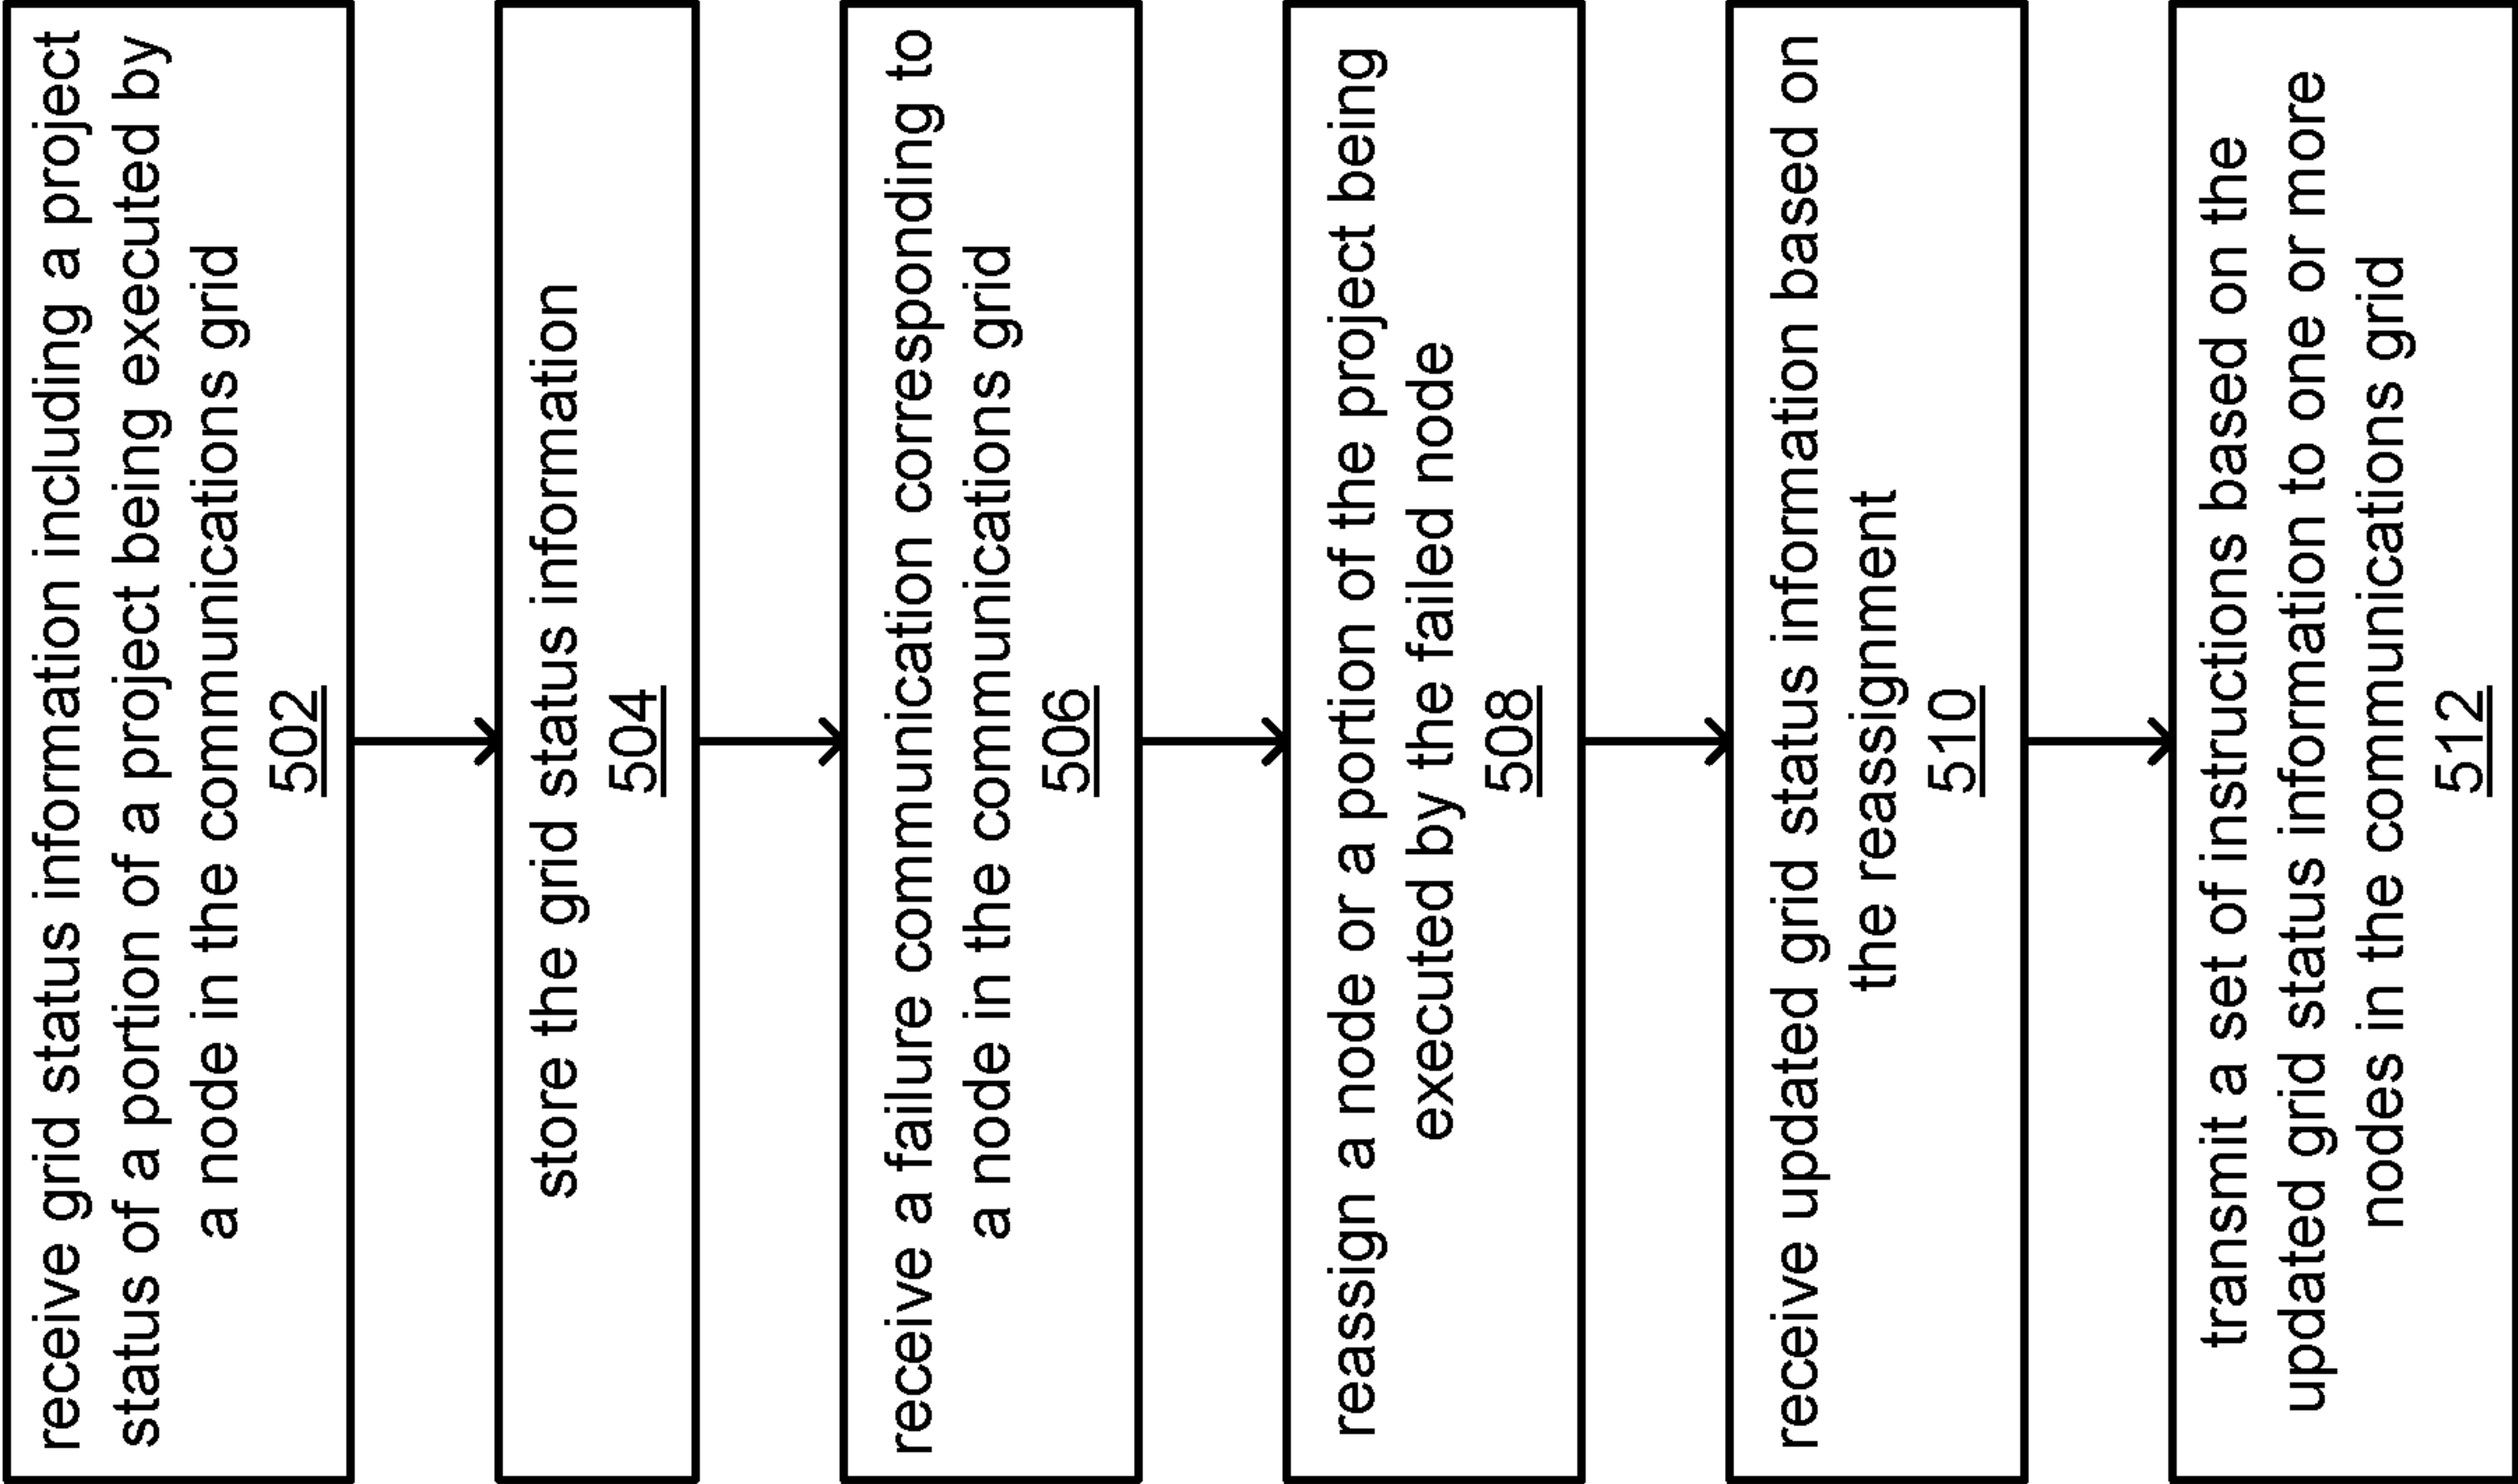 receive grid status information including a project
status of a portion of a project being executed by
a node in the communications grid
502
store the grid status information
504
receive a failure communication corresponding to
a node in the communications grid
506
reassign a node or a portion of the project being
executed by the failed node
508
receive updated grid status information based on
the reassignment
510
transmit a set of instructions based on the
updated grid status information to one or more
nodes in the communications grid
512